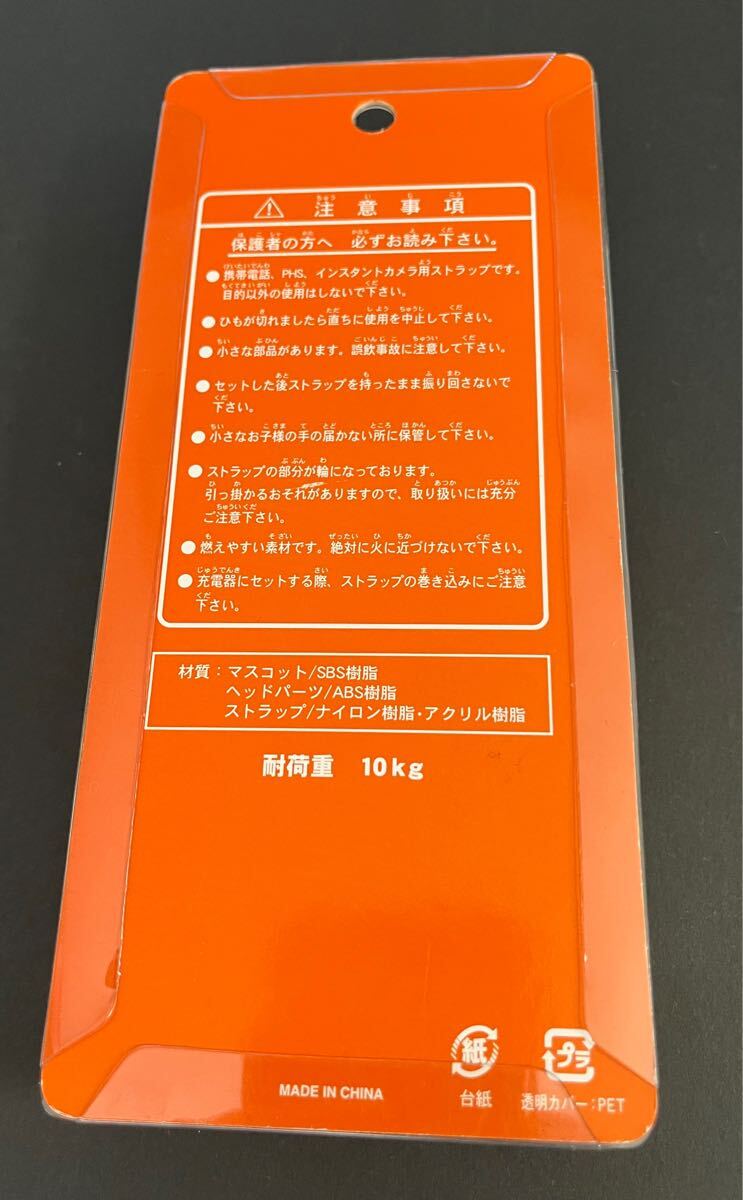 ⚠ 注意事項
保護者の方へ 必ずお読み下さい。
●携帯電話、PHS、インスタントカメラ用ストラップです。
目的以外の使用はしないで下さい。
●ひもが切れましたら直ちに使用を中止して下さい。
●小さな部品があります。誤飲事故に注意して下さい。
●セットした後ストラップを持ったまま振り回さないで
下さい。
●小さなお子様の手の届かない所に保管して下さい。
●ストラップの部分が輪になっております。
引っ掛かるおそれがありますので、取り扱いには充分
ご注意下さい。
●燃えやすい素材です。絶対に火に近づけないで下さい。
●充電器にセットする際、ストラップの巻き込みにご注意
下さい。
材質：マスコット/SBS樹脂
ヘッドパーツ/ABS樹脂
ストラップ/ナイロン樹脂・アクリル樹脂
耐荷重 10kg
紙 プラ
MADE IN CHINA 台紙 透明カバー：PET